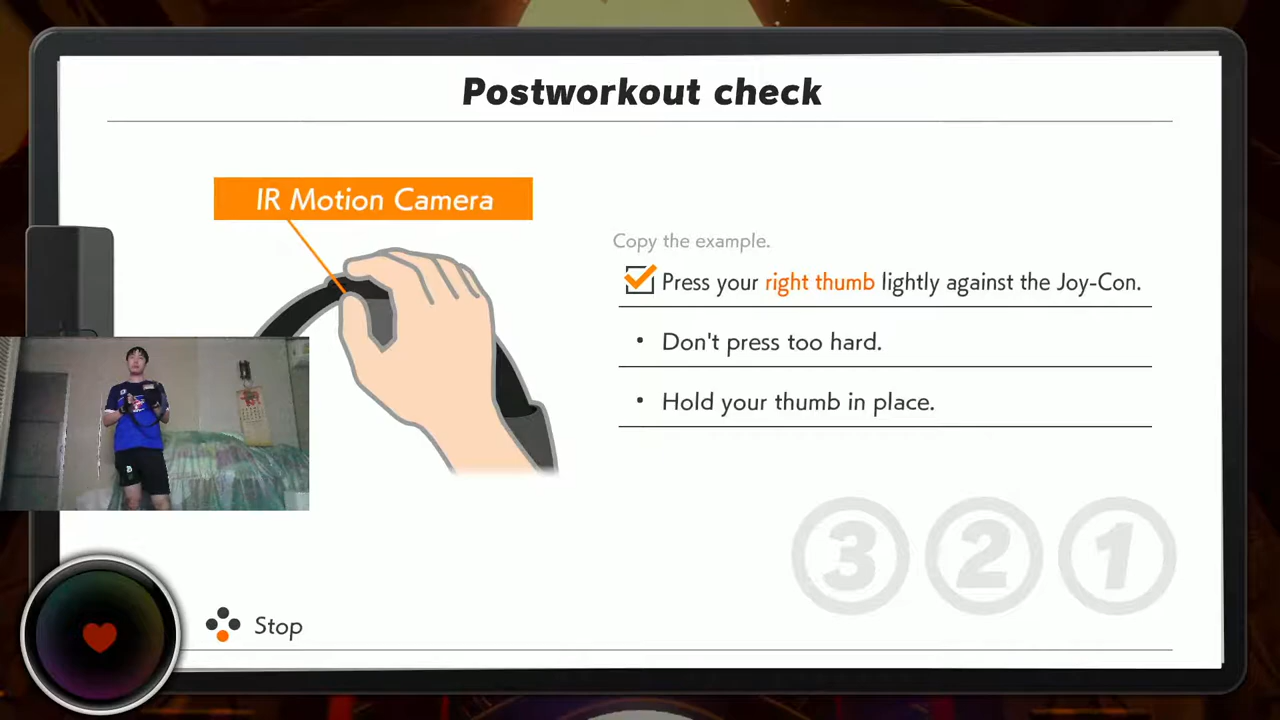 Postworkout check
IR Motion Camera
Copy the example.
Press your right thumb lightly against the Joy-Con.
• Don't press too hard.
• Hold your thumb in place.
3 2 1
Stop